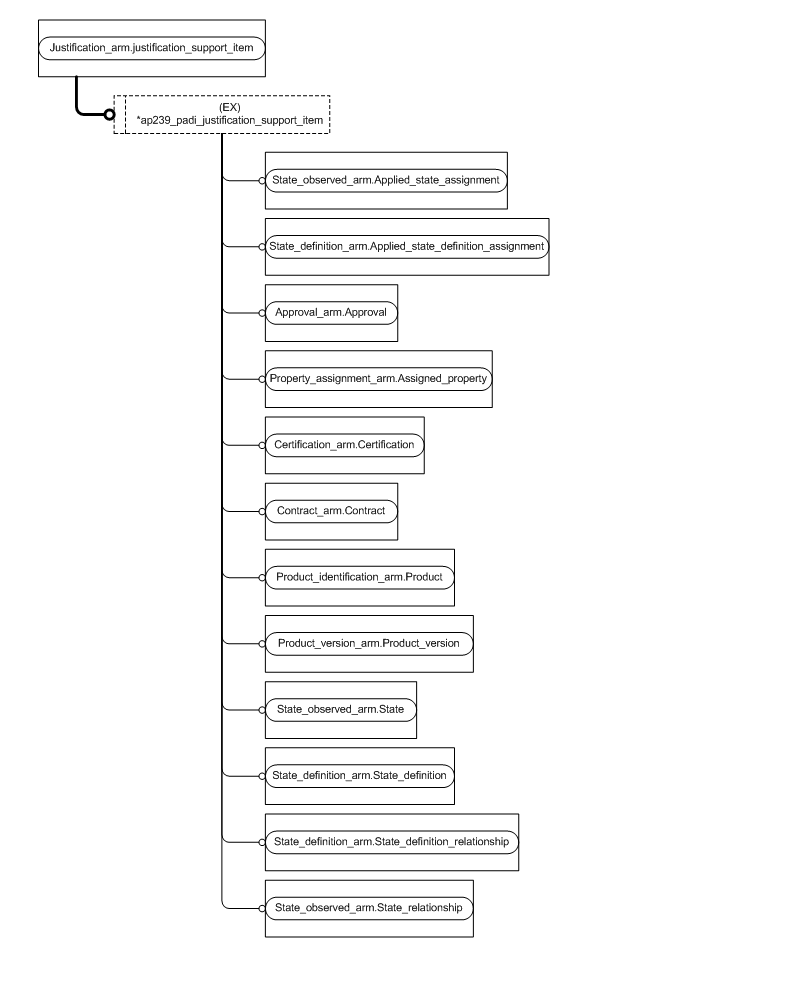 Justification_arm.justification_support_item
(EX)
*ap239_padi_justification_support_item
State_observed_arm.Applied_state_assignment
State_definition_arm.Applied_state_definition_assignment
Approval_arm.Approval
Property_assignment_arm.Assigned_property
Certification_arm.Certification
Contract_arm.Contract
Product_identification_arm.Product
Product_version_arm.Product_version
State_observed_arm.State
State_definition_arm.State_definition
State_definition_arm.State_definition_relationship
State_observed_arm.State_relationship